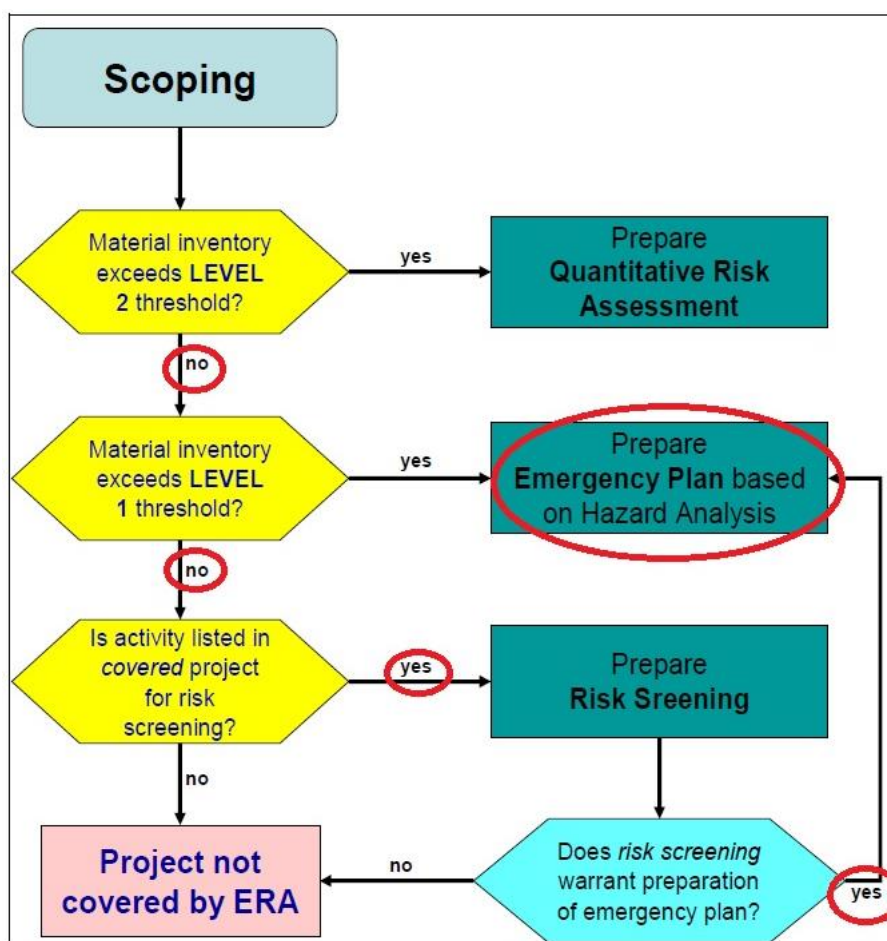 Scoping
Material inventory
exceeds LEVEL
2 threshold?
yes
Prepare
Quantitative Risk
Assessment
no
Material inventory
exceeds LEVEL
1 threshold?
yes
Prepare
Emergency Plan based
on Hazard Analysis
no
Is activity listed in
covered project
for risk
screening?
yes
Prepare
Risk Sreening
no
Project not
covered by ERA
no
Does risk screening
warrant preparation
of emergency plan?
yes